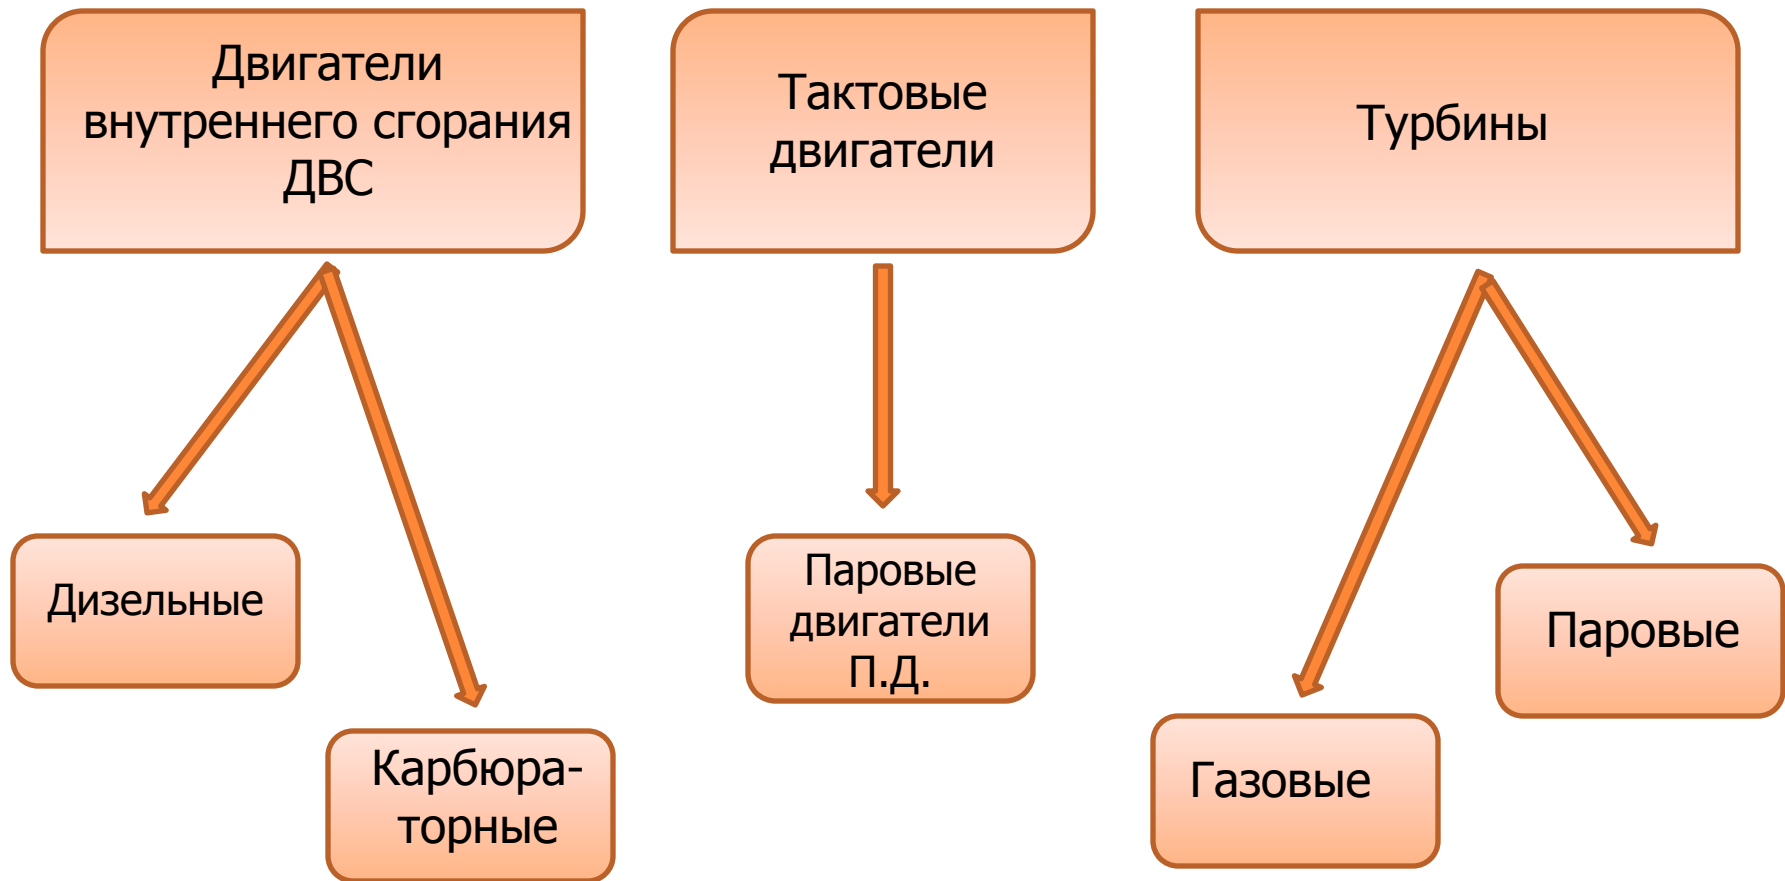 Двигатели
внутреннего сгорания
ДВС
Тактовые
двигатели
Турбины
Дизельные
Карбюра-
торные
Паровые
двигатели
П.Д.
Газовые
Паровые